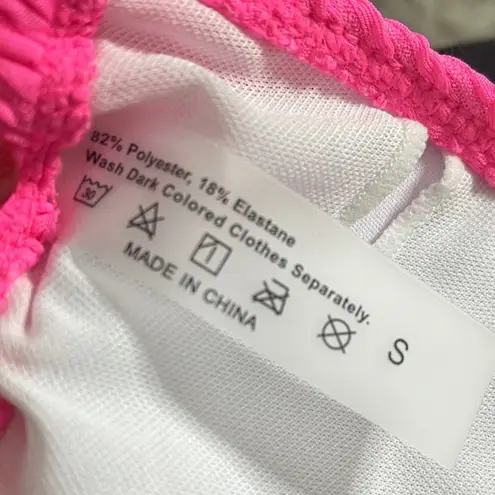 82% Polyester, 18% Elastane
Wash Dark Colored Clothes Separately.
30
MADE IN CHINA
S